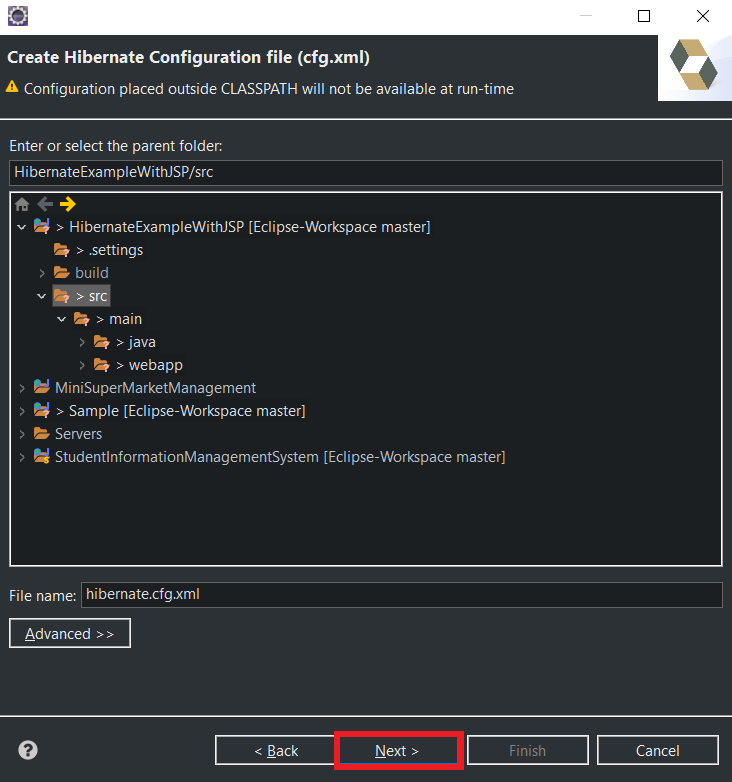 Create Hibernate Configuration file (cfg.xml)
Configuration placed outside CLASSPATH will not be available at run-time
Enter or select the parent folder:
HibernateExampleWithJSP/src
> HibernateExampleWithJSP [Eclipse-Workspace master]
> .settings
build
> src
> main
> java
> webapp
MiniSuperMarketManagement
> Sample [Eclipse-Workspace master]
Servers
StudentInformationManagementSystem [Eclipse-Workspace master]
File name: hibernate.cfg.xml
Advanced >>
? < Back Next > Finish Cancel